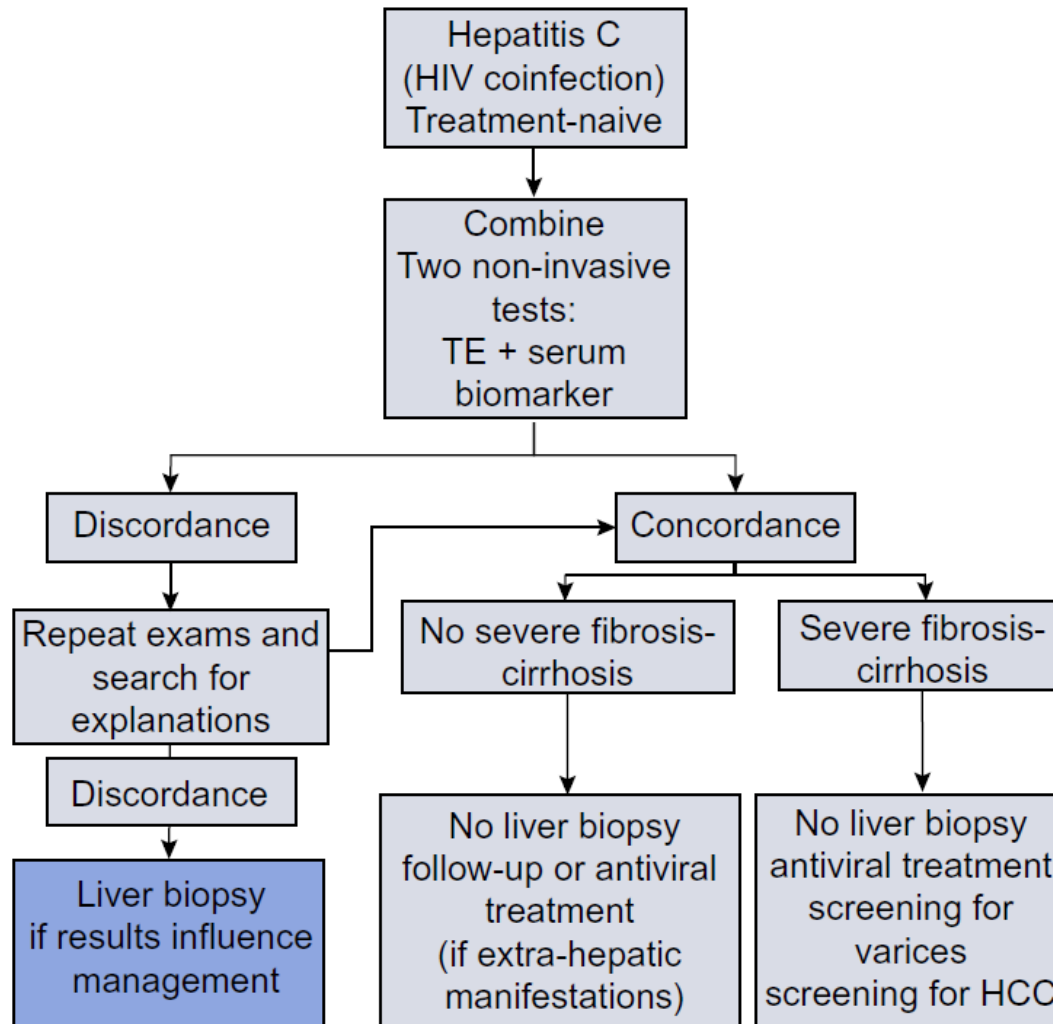 Hepatitis C
(HIV coinfection)
Treatment-naive
Combine
Two non-invasive
tests:
TE + serum
biomarker
Discordance
Concordance
Repeat exams and
search for
explanations
No severe fibrosis-
cirrhosis
Severe fibrosis-
cirrhosis
Discordance
Liver biopsy
if results influence
management
No liver biopsy
follow-up or antiviral
treatment
(if extra-hepatic
manifestations)
No liver biopsy
antiviral treatment
screening for
varices
screening for HCC